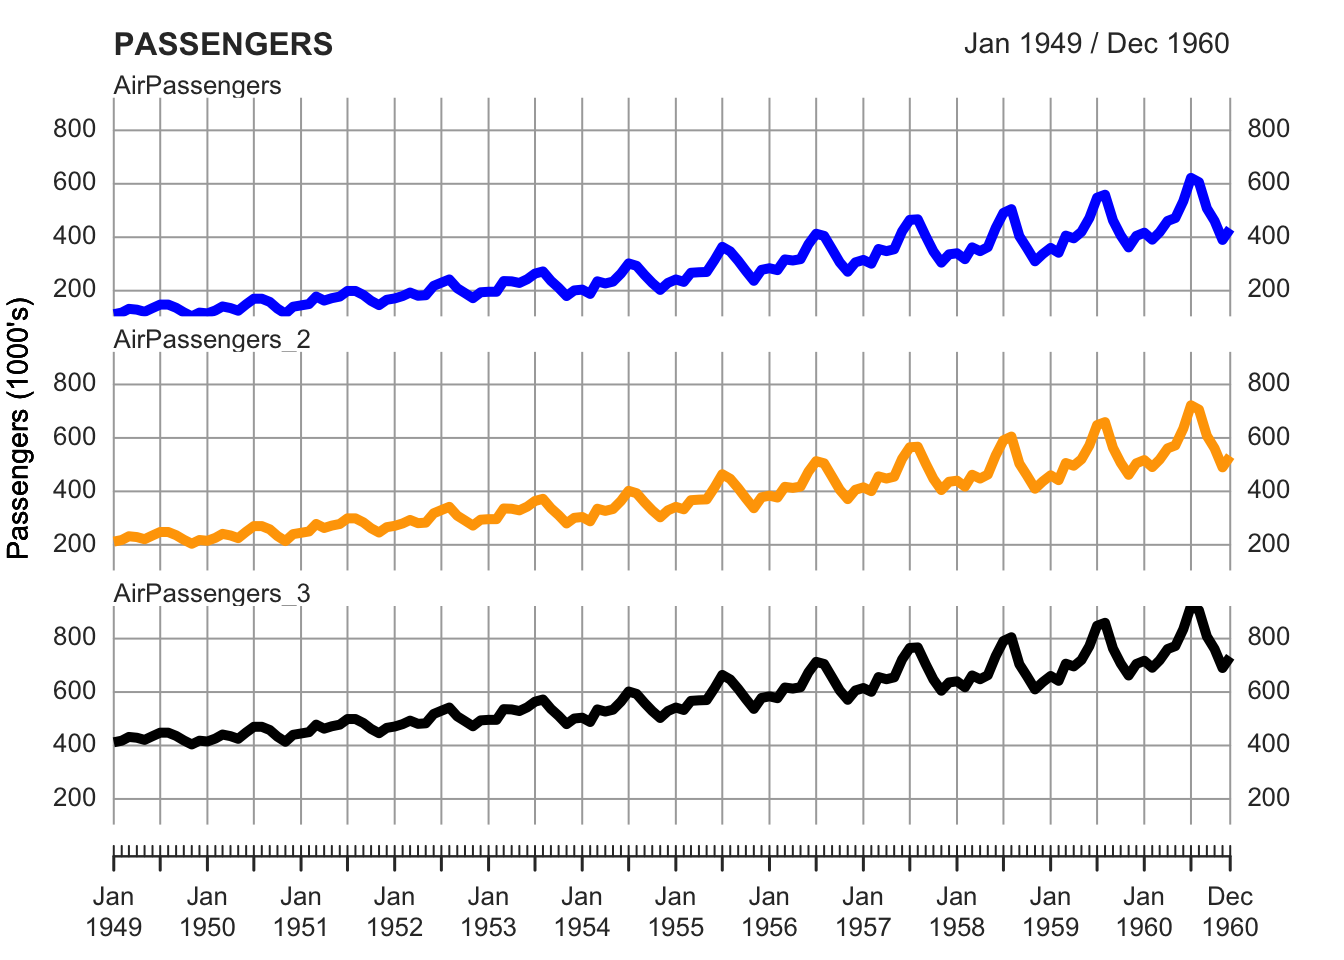 PASSENGERS Jan 1949 / Dec 1960
AirPassengers
800 800
600 600
400 400
200 200
AirPassengers_2
800 800
600 600
400 400
200 200
Passengers (1000's)
AirPassengers_3
800 800
600 600
400 400
200 200
Jan Jan Jan Jan Jan Jan Jan Jan Jan Jan Jan Jan Dec
1949 1950 1951 1952 1953 1954 1955 1956 1957 1958 1959 1960 1960